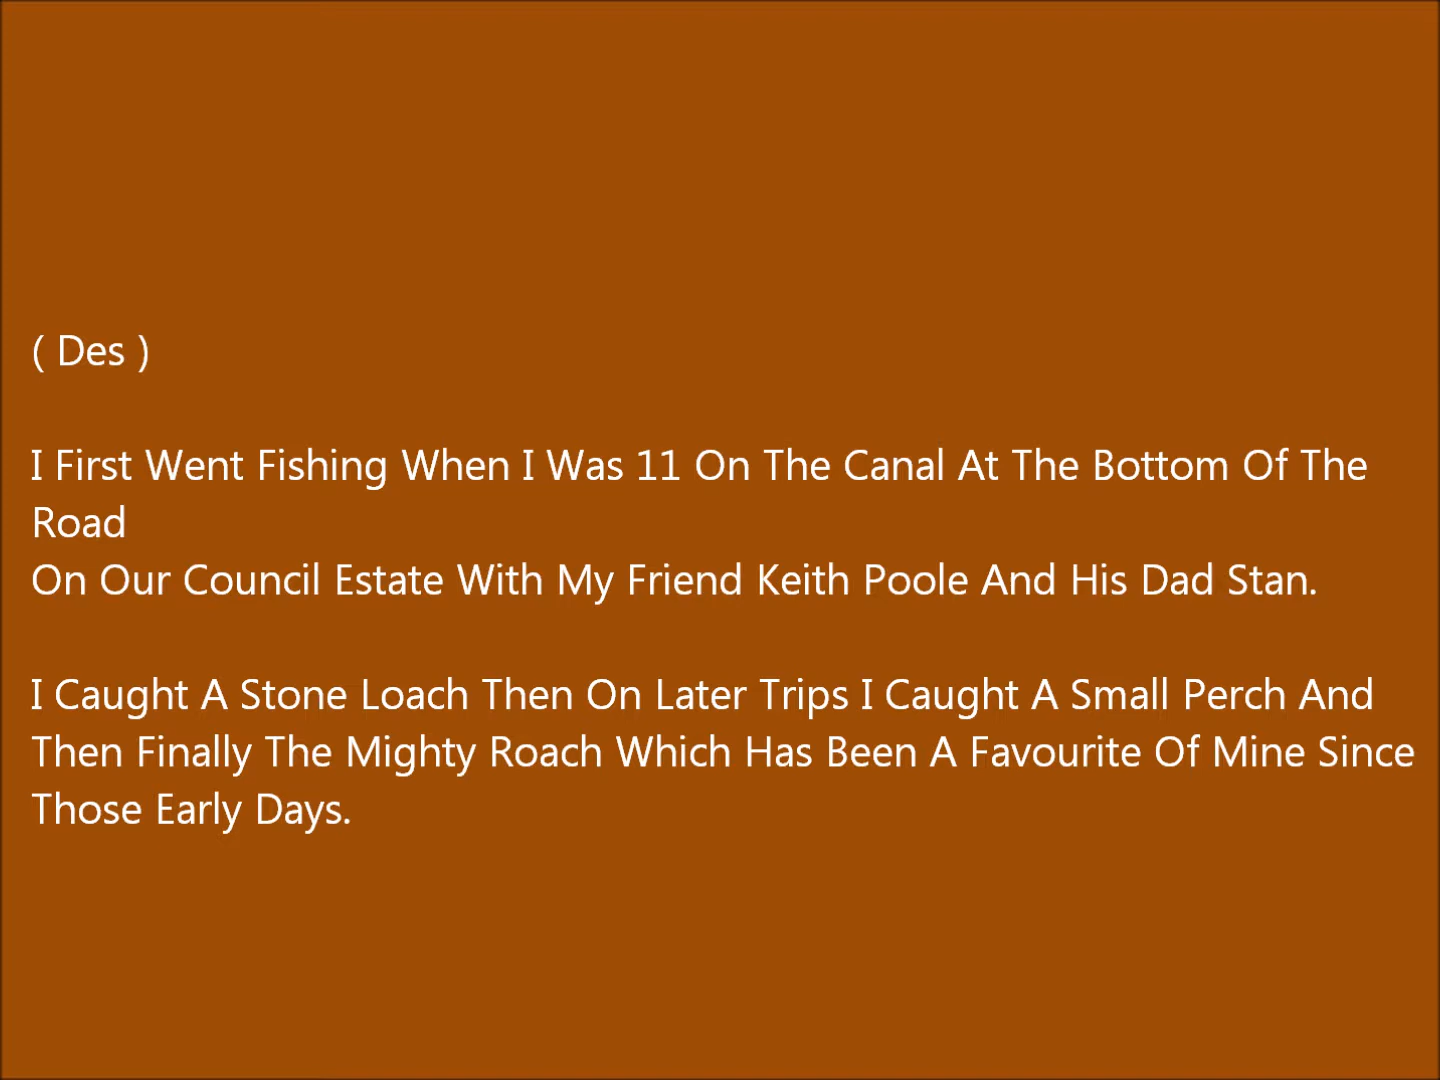 ( Des )
I First Went Fishing When I Was 11 On The Canal At The Bottom Of The
Road
On Our Council Estate With My Friend Keith Poole And His Dad Stan.
I Caught A Stone Loach Then On Later Trips I Caught A Small Perch And
Then Finally The Mighty Roach Which Has Been A Favourite Of Mine Since
Those Early Days.